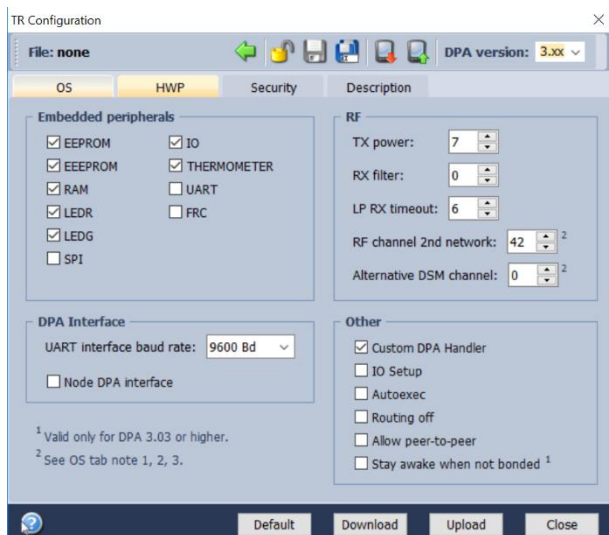 TR Configuration
File: none
DPA version: 3.xx
OS HWP Security Description
Embedded peripherals
EEPROM IO
EEEPROM THERMOMETER
RAM UART
LEDR FRC
LEDG
SPI
RF
TX power: 7
RX filter: 0
LP RX timeout: 6
RF channel 2nd network: 42 2
Alternative DSM channel: 0 2
DPA Interface
UART interface baud rate: 9600 Bd
Node DPA interface
1 Valid only for DPA 3.03 or higher.
2 See OS tab note 1, 2, 3.
Other
Custom DPA Handler
IO Setup
Autoexec
Routing off
Allow peer-to-peer
Stay awake when not bonded 1
Default Download Upload Close